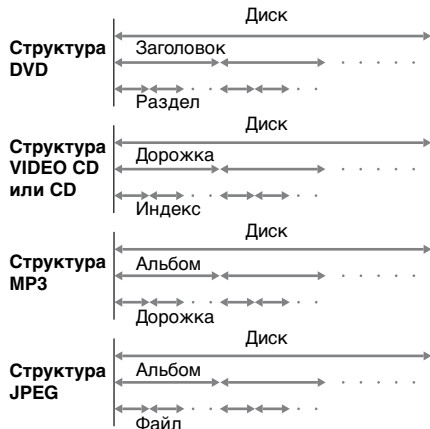 Диск
Структура
DVD
Заголовок
Раздел
Диск
Структура
VIDEO CD
или CD
Дорожка
Индекс
Диск
Структура
MP3
Альбом
Дорожка
Диск
Структура
JPEG
Альбом
Файл